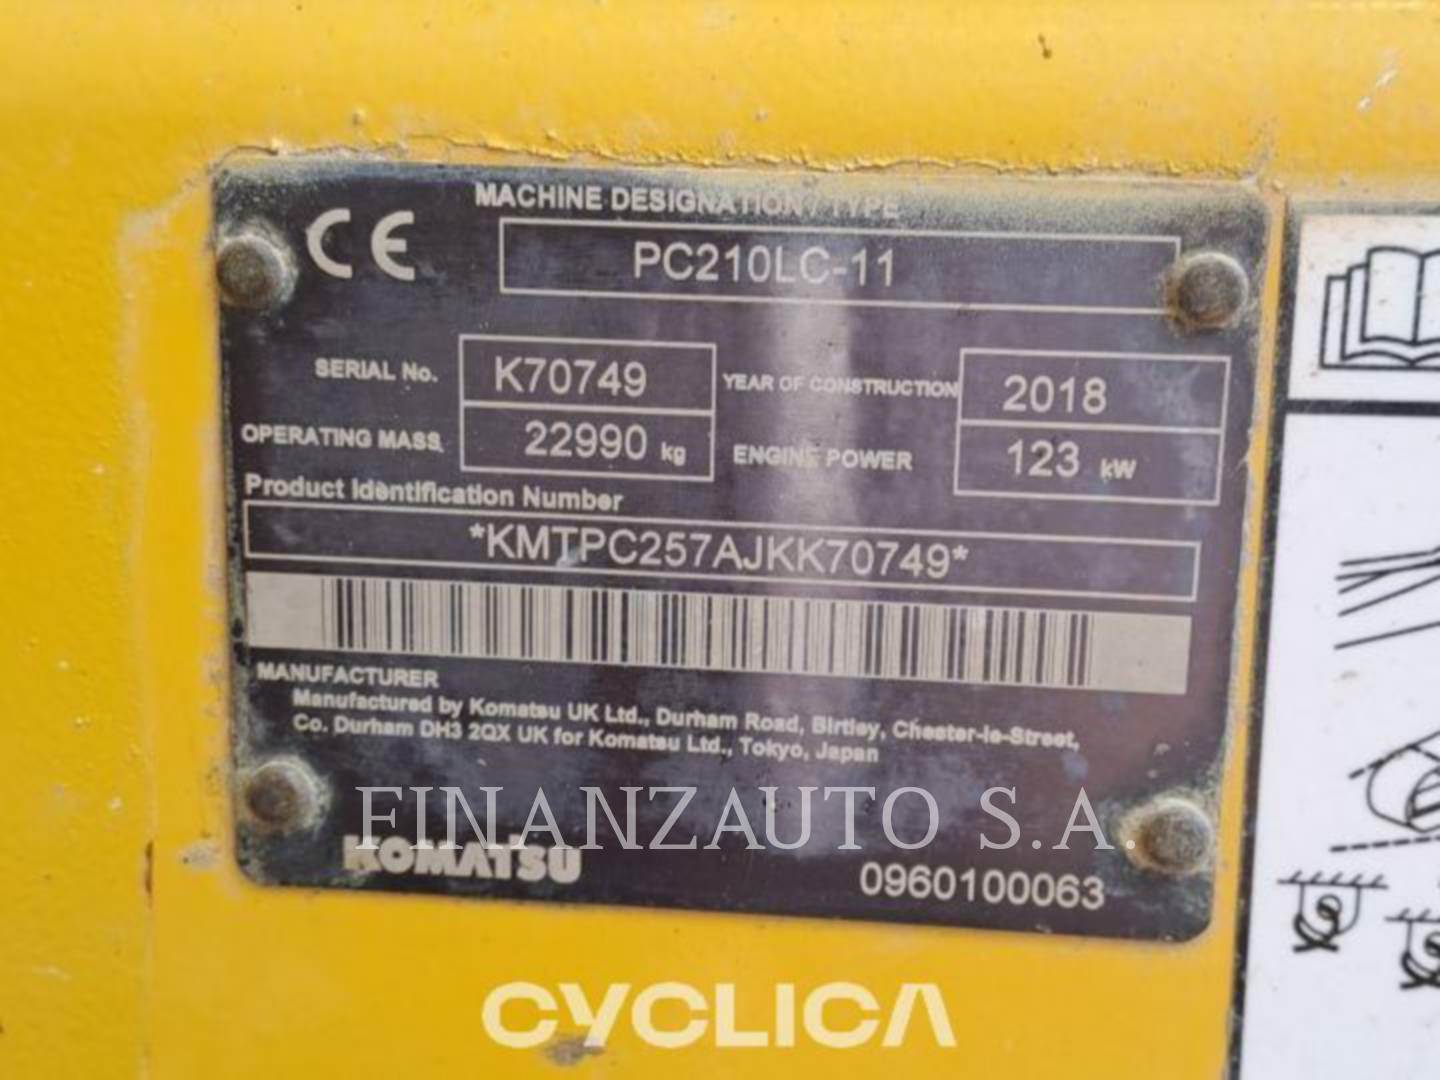 CE
MACHINE DESIGNATION / TYPE
PC210LC-11
SERIAL No. K70749 YEAR OF CONSTRUCTION 2018
OPERATING MASS 22990 kg ENGINE POWER 123 kW
Product Identification Number
*KMTPC257AJKK70749*
MANUFACTURER
Manufactured by Komatsu UK Ltd., Durham Road, Birtley, Chester-le-Street,
Co. Durham DH3 2QX UK for Komatsu Ltd., Tokyo, Japan
FINANZAUTO S.A.
KOMATSU 0960100063
CYCLICA